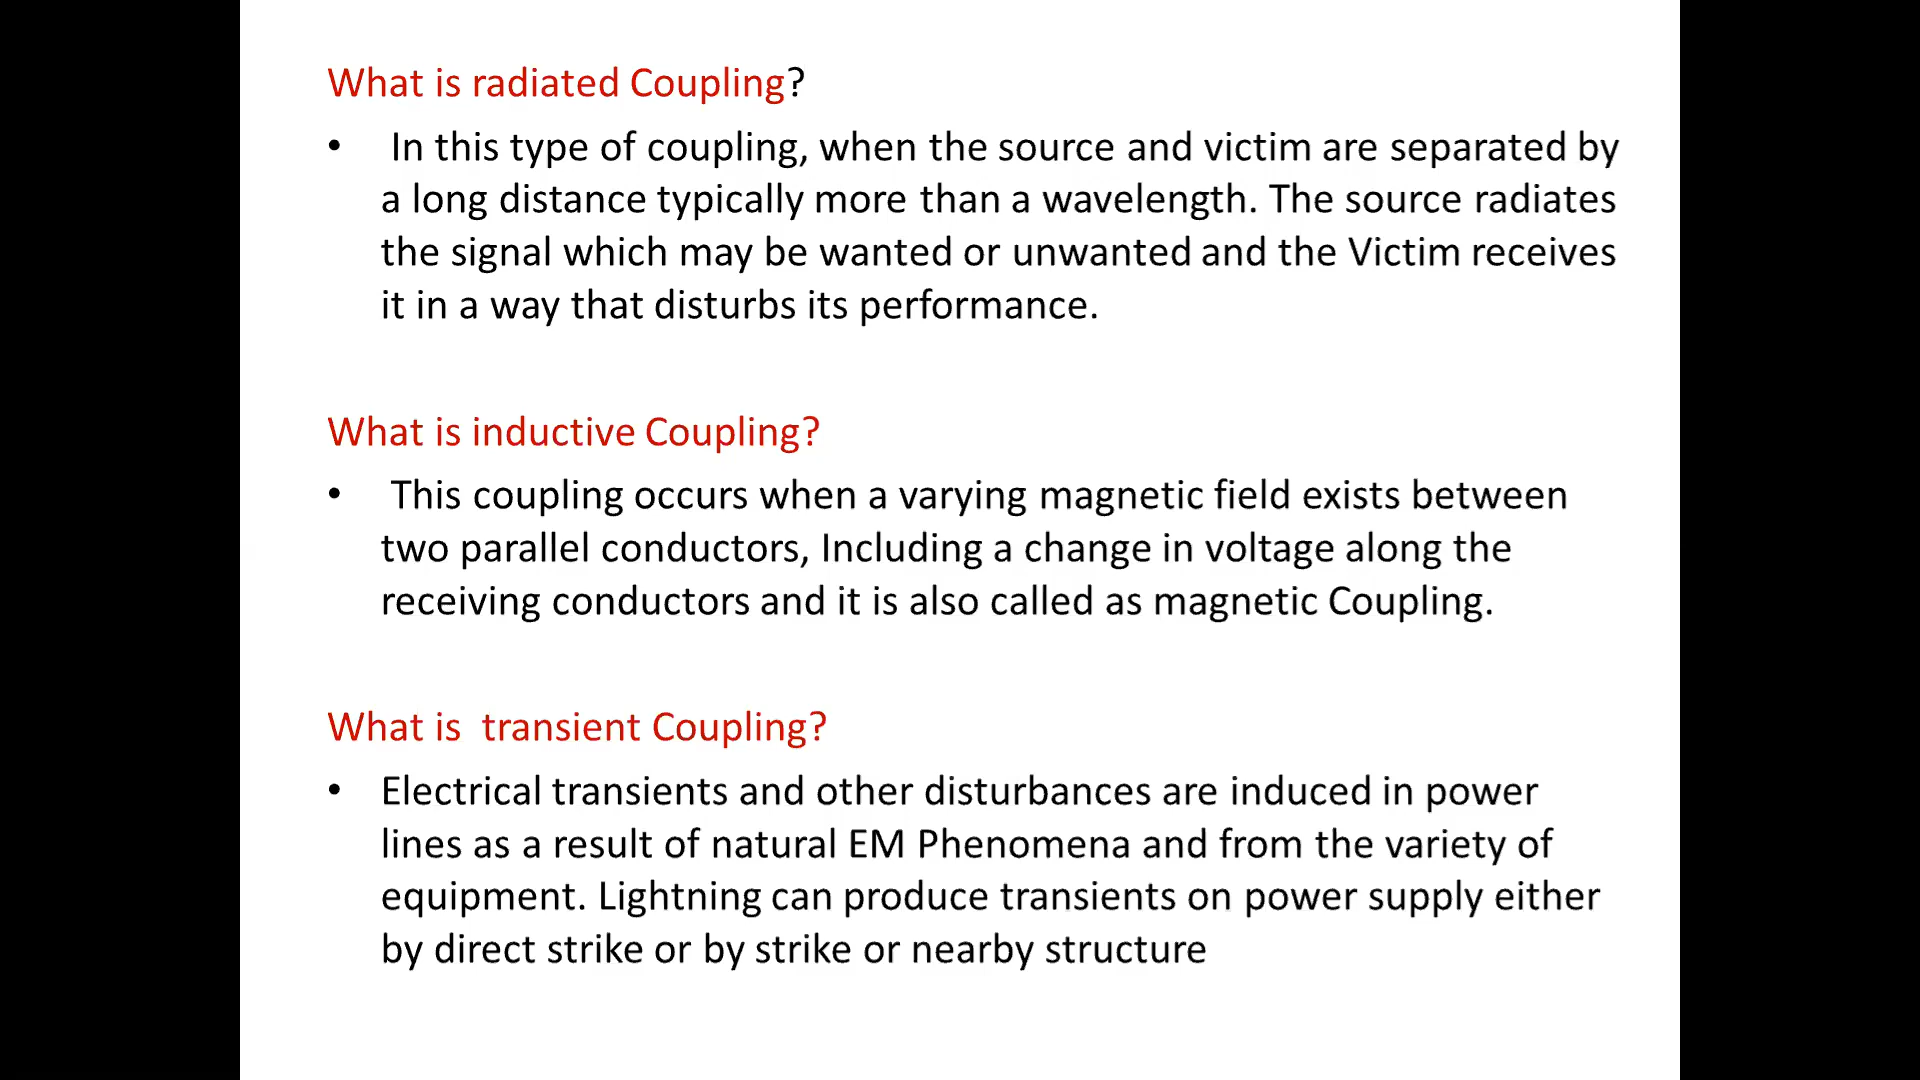 What is radiated Coupling?
• In this type of coupling, when the source and victim are separated by
a long distance typically more than a wavelength. The source radiates
the signal which may be wanted or unwanted and the Victim receives
it in a way that disturbs its performance.
What is inductive Coupling?
• This coupling occurs when a varying magnetic field exists between
two parallel conductors, Including a change in voltage along the
receiving conductors and it is also called as magnetic Coupling.
What is transient Coupling?
• Electrical transients and other disturbances are induced in power
lines as a result of natural EM Phenomena and from the variety of
equipment. Lightning can produce transients on power supply either
by direct strike or by strike or nearby structure